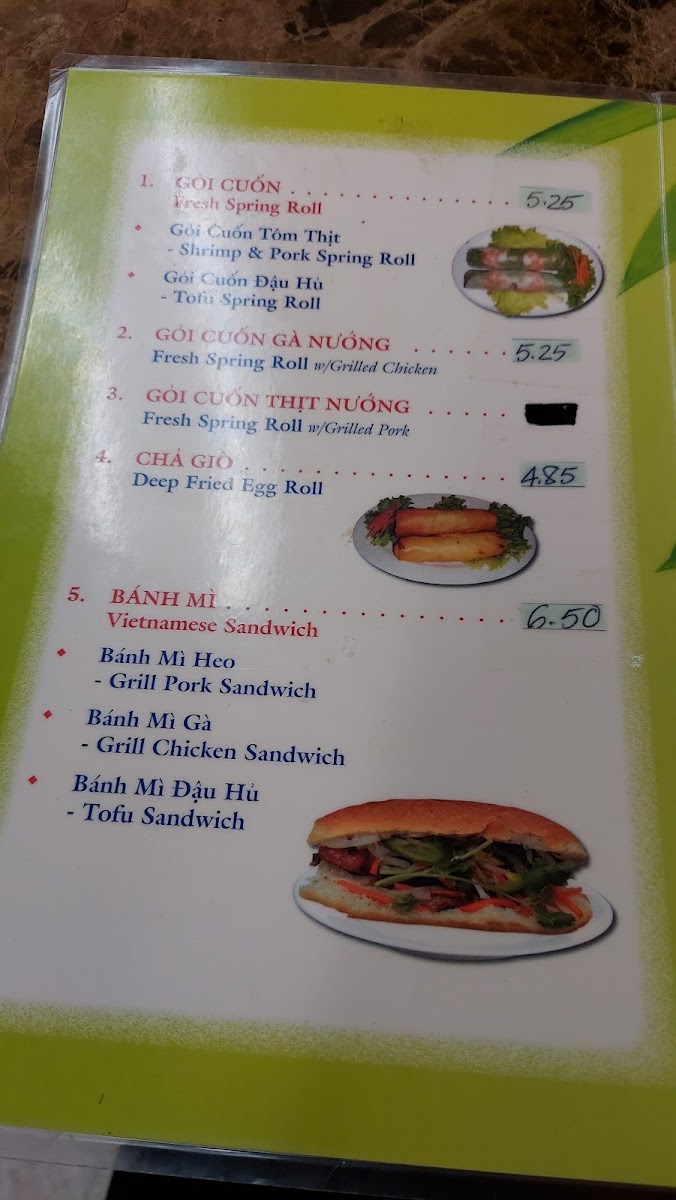 1. GỎI CUỐN . . . . . . . . . . . . . . . . 5.25
Fresh Spring Roll
Gỏi Cuốn Tôm Thịt
- Shrimp & Pork Spring Roll
Gỏi Cuốn Đậu Hủ
- Tofu Spring Roll
2. GỎI CUỐN GÀ NƯỚNG . . . . . . 5.25
Fresh Spring Roll w/Grilled Chicken
3. GỎI CUỐN THỊT NƯỚNG . . . . .
Fresh Spring Roll w/Grilled Pork
4. CHẢ GIÒ . . . . . . . . . . . . . . . . . . 4.85
Deep Fried Egg Roll
5. BÁNH MÌ . . . . . . . . . . . . . . . . . . 6.50
Vietnamese Sandwich
Bánh Mì Heo
- Grill Pork Sandwich
Bánh Mì Gà
- Grill Chicken Sandwich
Bánh Mì Đậu Hủ
- Tofu Sandwich